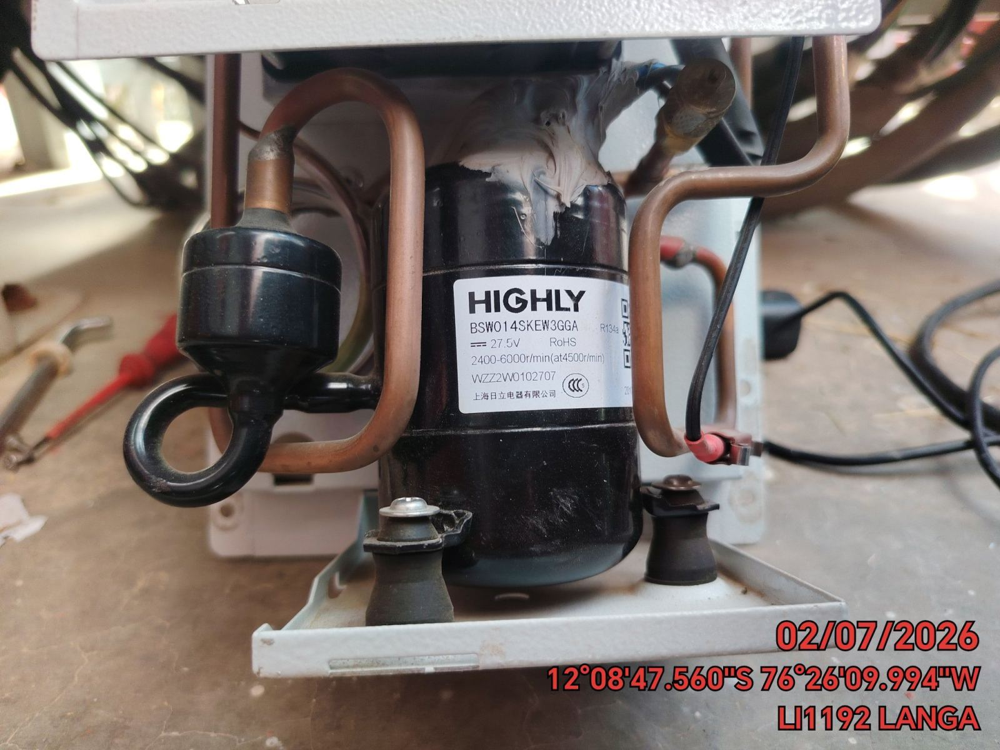 HIGHLY
BSW014SKEW3GGA R134a
27.5V RoHS
2400-6000r/min(at4500r/min)
WZZ2W0102707
CCC S
上海日立电器有限公司
02/07/2026
12°08'47.560"S 76°26'09.994"W
LI1192 LANGA